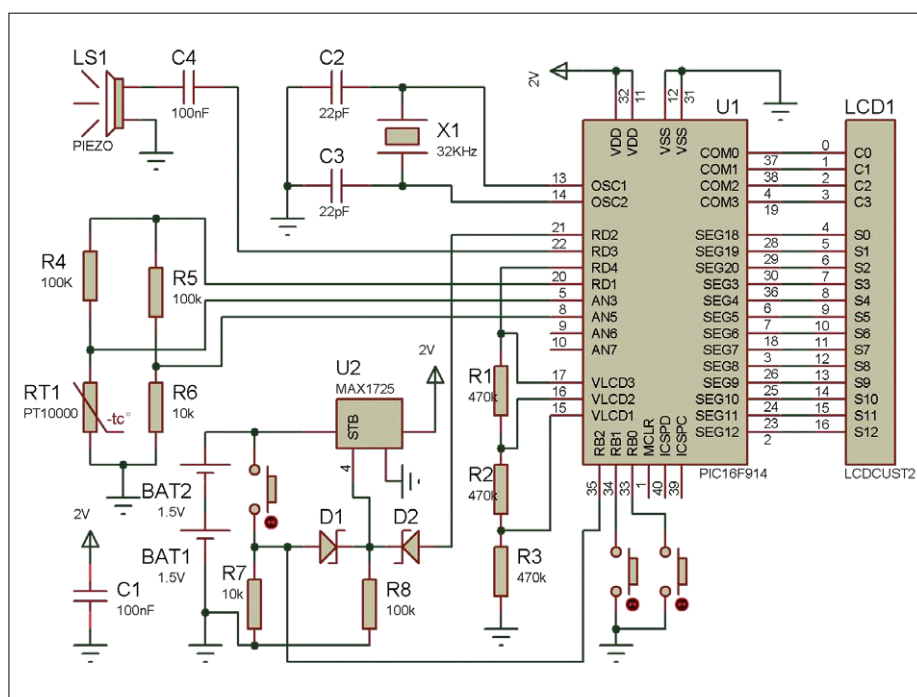 LS1
C4
100nF
PIEZO
C2
22pF
C3
22pF
X1
32KHz
2V
32
11
12
31
U1
LCD1
VDD
VDD
VSS
VSS
13
OSC1
14
OSC2
21
RD2
22
RD3
RD4
20
RD1
5
AN3
8
AN5
9
AN6
10
AN7
17
VLCD3
16
VLCD2
15
VLCD1
COM0
37
0
C0
COM1
38
1
C1
COM2
4
2
C2
COM3
19
3
C3
SEG18
28
4
S0
SEG19
29
5
S1
SEG20
30
6
S2
SEG3
36
7
S3
SEG4
6
8
S4
SEG5
7
9
S5
SEG6
18
10
S6
SEG7
3
11
S7
SEG8
26
12
S8
SEG9
25
13
S9
SEG10
24
14
S10
SEG11
23
15
S11
SEG12
2
16
S12
RB2
RB1
RB0
MCLR
ICSPD
ICSPC
35
34
33
1
40
39
PIC16F914
LCDCUST2
R4
100K
R5
100k
RT1
PT10000
-tc°
R6
10k
U2
MAX1725
STB
4
2V
R1
470k
R2
470k
R3
470k
BAT2
1.5V
BAT1
1.5V
D1
D2
R7
10k
R8
100k
2V
C1
100nF